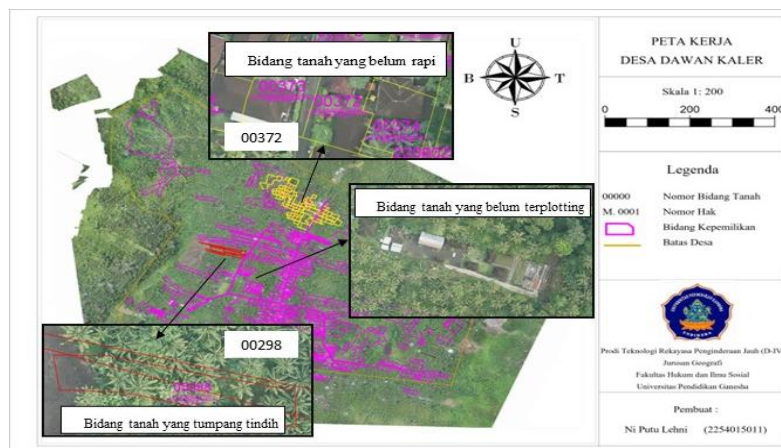 Bidang tanah yang belum rapi
00373
00372
00372
Bidang tanah yang belum terplotting
00298
Bidang tanah yang tumpang tindih
U
B
T
S
PETA KERJA
DESA DAWAN KALER
Skala 1: 200
0 200 400
Legenda
00000 Nomor Bidang Tanah
M. 0001 Nomor Hak
Bidang Kepemilikan
Batas Desa
Prodi Teknologi Rekayasa Penginderaan Jauh (D-IV)
Jurusan Geografi
Fakultas Hukum dan Ilmu Sosial
Universitas Pendidikan Ganesha
Pembuat :
Ni Putu Lehni (2254015011)